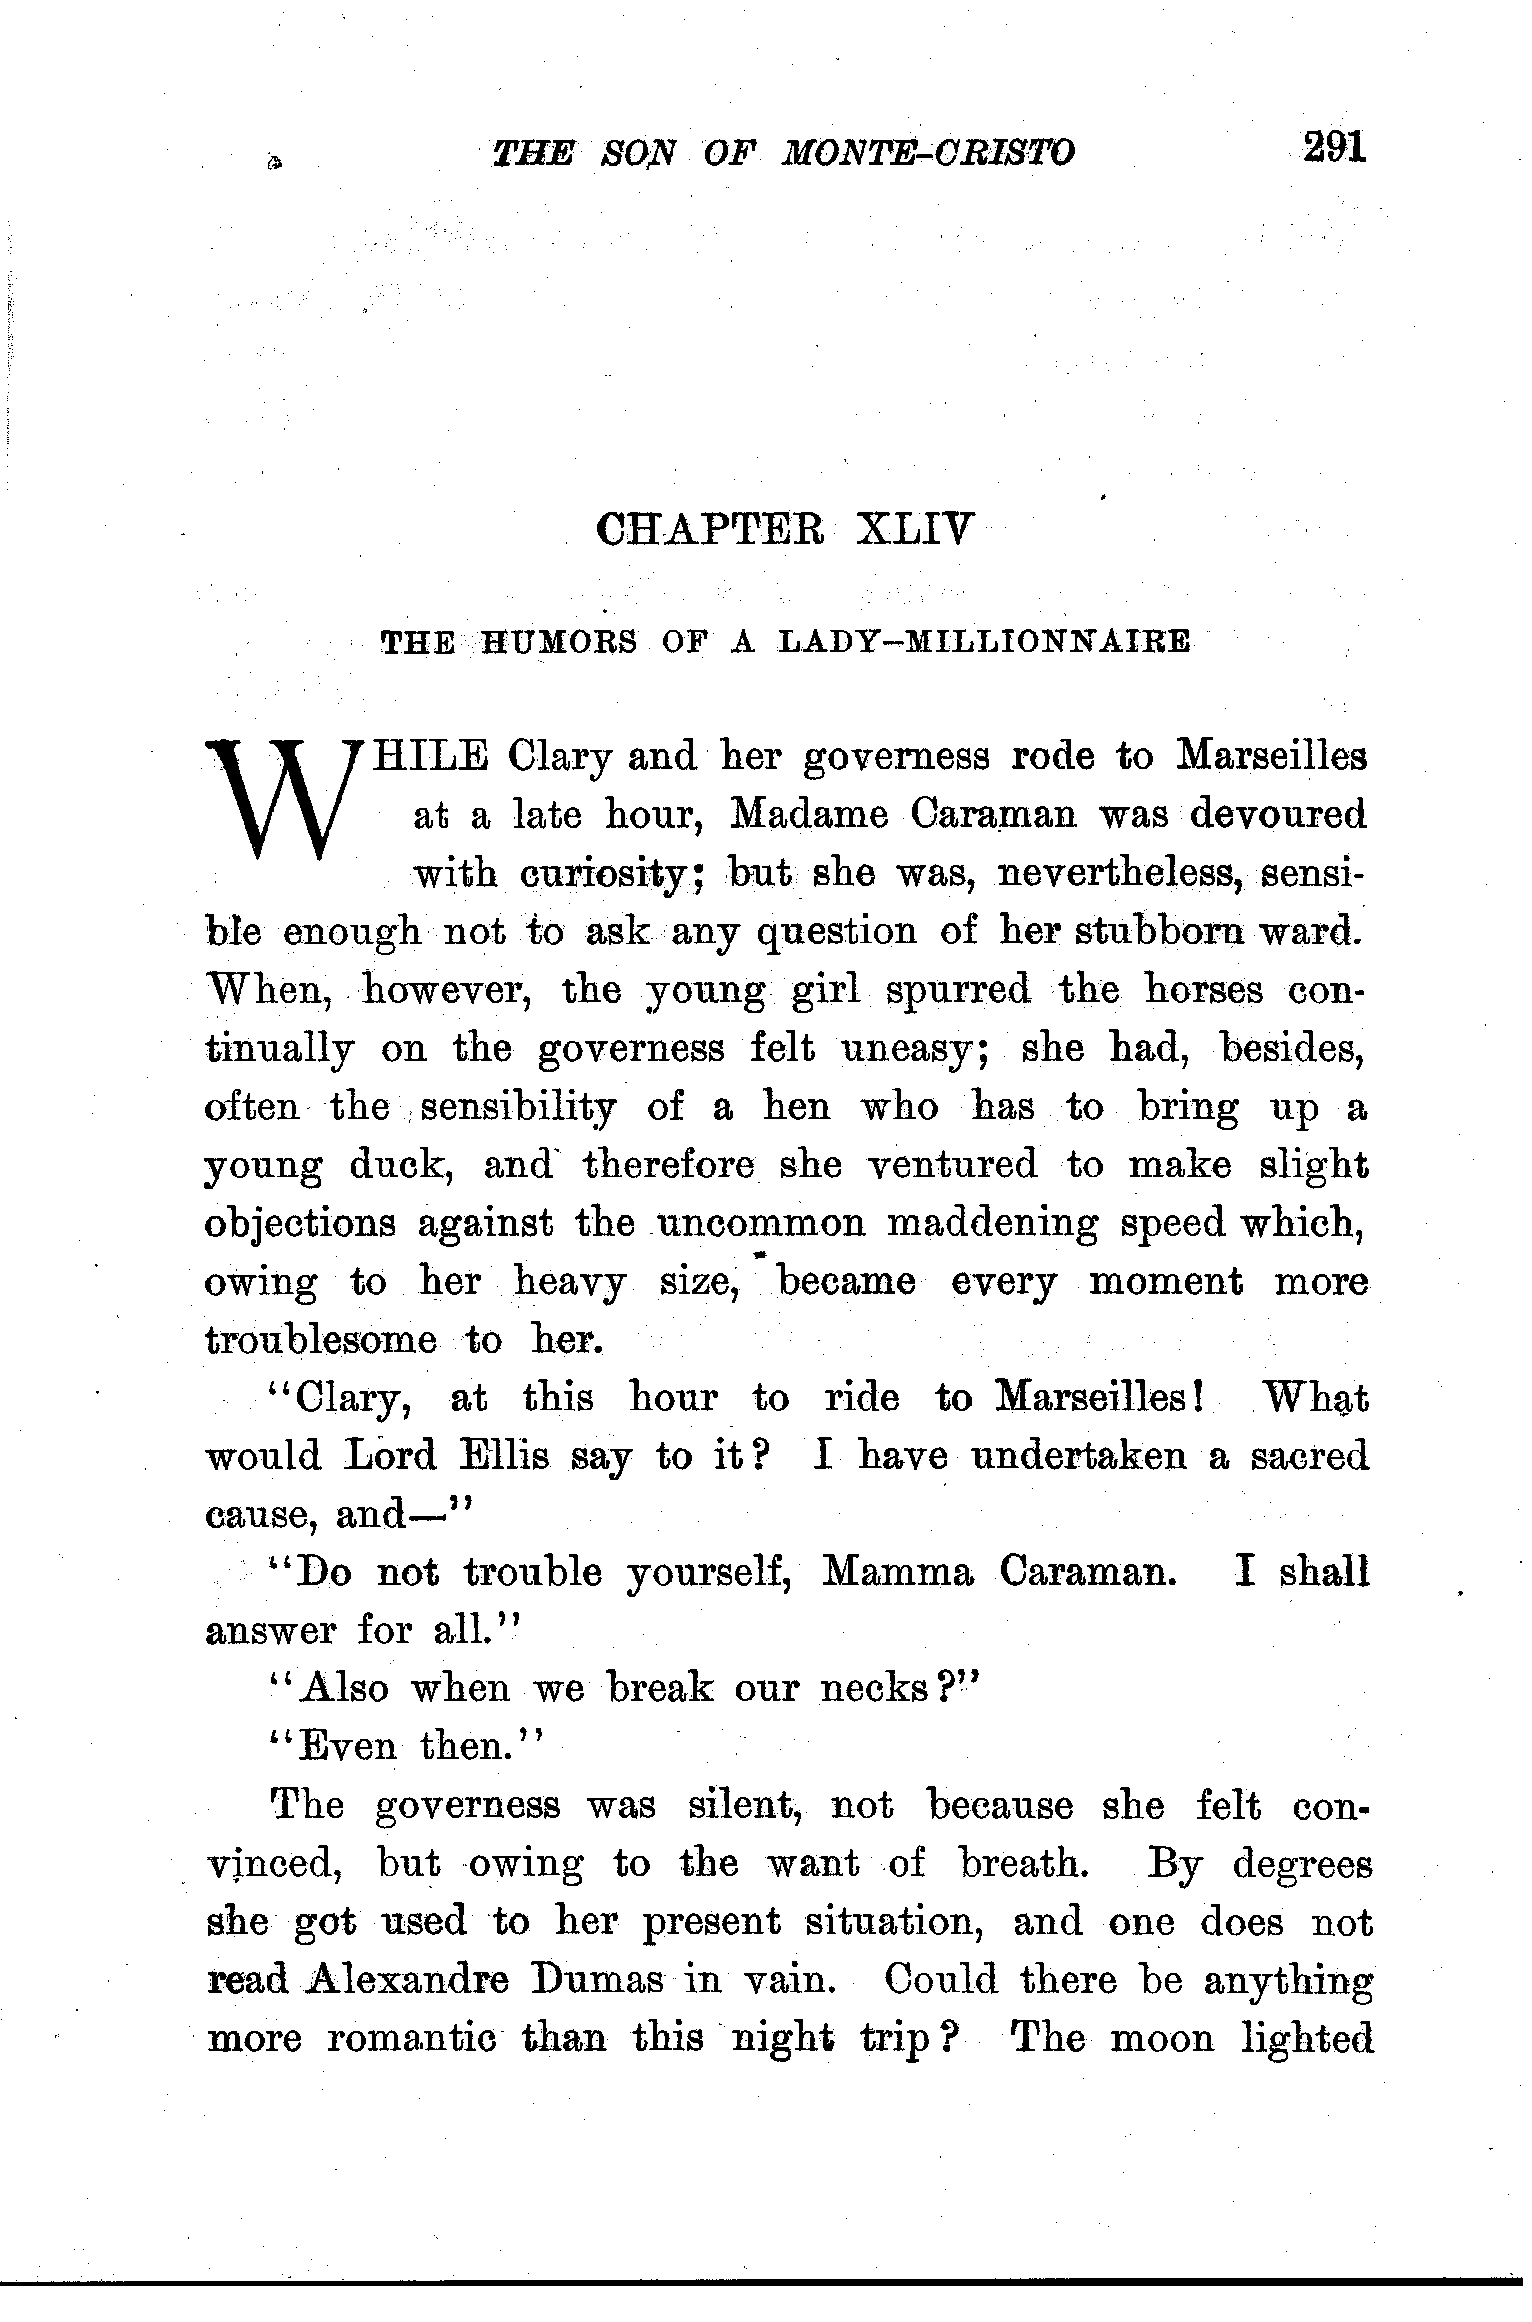 THE SON OF MONTE-CRISTO 291
CHAPTER XLIV
THE HUMORS OF A LADY-MILLIONNAIRE
WHILE Clary and her governess rode to Marseilles
at a late hour, Madame Caraman was devoured
with curiosity; but she was, nevertheless, sensi-
ble enough not to ask any question of her stubborn ward.
When, however, the young girl spurred the horses con-
tinually on the governess felt uneasy; she had, besides,
often the sensibility of a hen who has to bring up a
young duck, and therefore she ventured to make slight
objections against the uncommon maddening speed which,
owing to her heavy size, became every moment more
troublesome to her.
"Clary, at this hour to ride to Marseilles! What
would Lord Ellis say to it? I have undertaken a sacred
cause, and—"
"Do not trouble yourself, Mamma Caraman. I shall
answer for all."
"Also when we break our necks?"
"Even then."
The governess was silent, not because she felt con-
vinced, but owing to the want of breath. By degrees
she got used to her present situation, and one does not
read Alexandre Dumas in vain. Could there be anything
more romantic than this night trip? The moon lighted